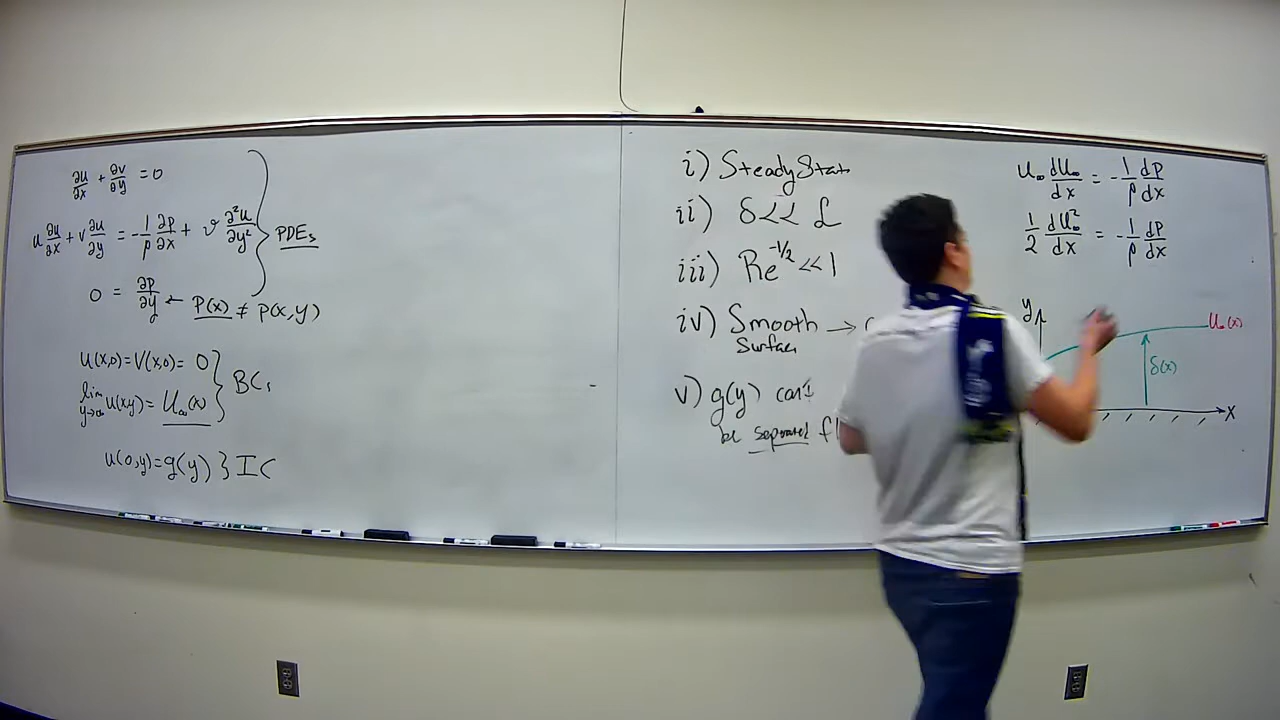 ∂u/∂x + ∂v/∂y = 0
u ∂u/∂x + v ∂u/∂y = -1/ρ ∂p/∂x + ϑ ∂²u/∂y²
} PDEs
0 = ∂p/∂y ← P(x) ≠ P(x, y)
u(x,0) = V(x,0) = 0
lim y→∞ u(x,y) = U∞(x)
} BCs
u(0,y) = g(y) } IC
i) Steady State
ii) δ << L
iii) Re^-1/2 << 1
iv) Smooth →
Surface
v) g(y) can't
be separated
U∞ dU∞/dx = -1/ρ dp/dx
1/2 dU∞²/dx = -1/ρ dP/dx
y
U∞(x)
δ(x)
x